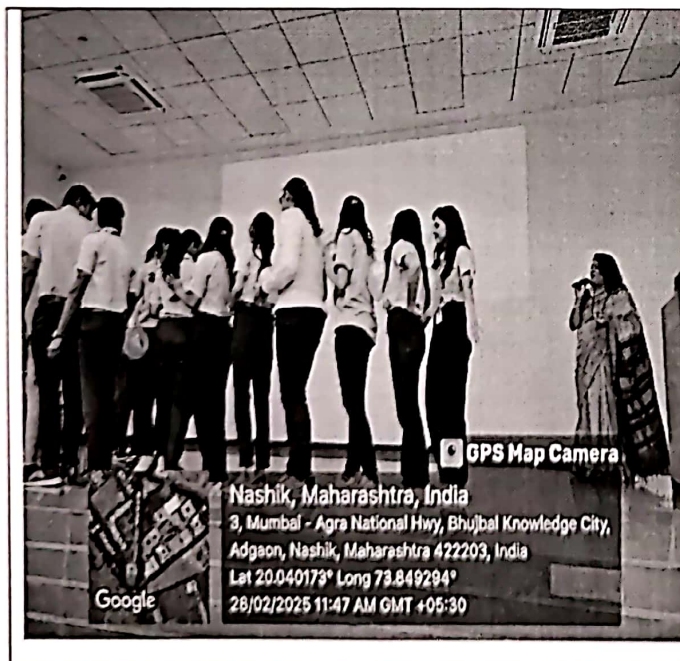 GPS Map Camera
Nashik, Maharashtra, India
3, Mumbai - Agra National Hwy, Bhujbal Knowledge City,
Adgaon, Nashik, Maharashtra 422203, India
Lat 20.040173° Long 73.849294°
28/02/2025 11:47 AM GMT +05:30
Google